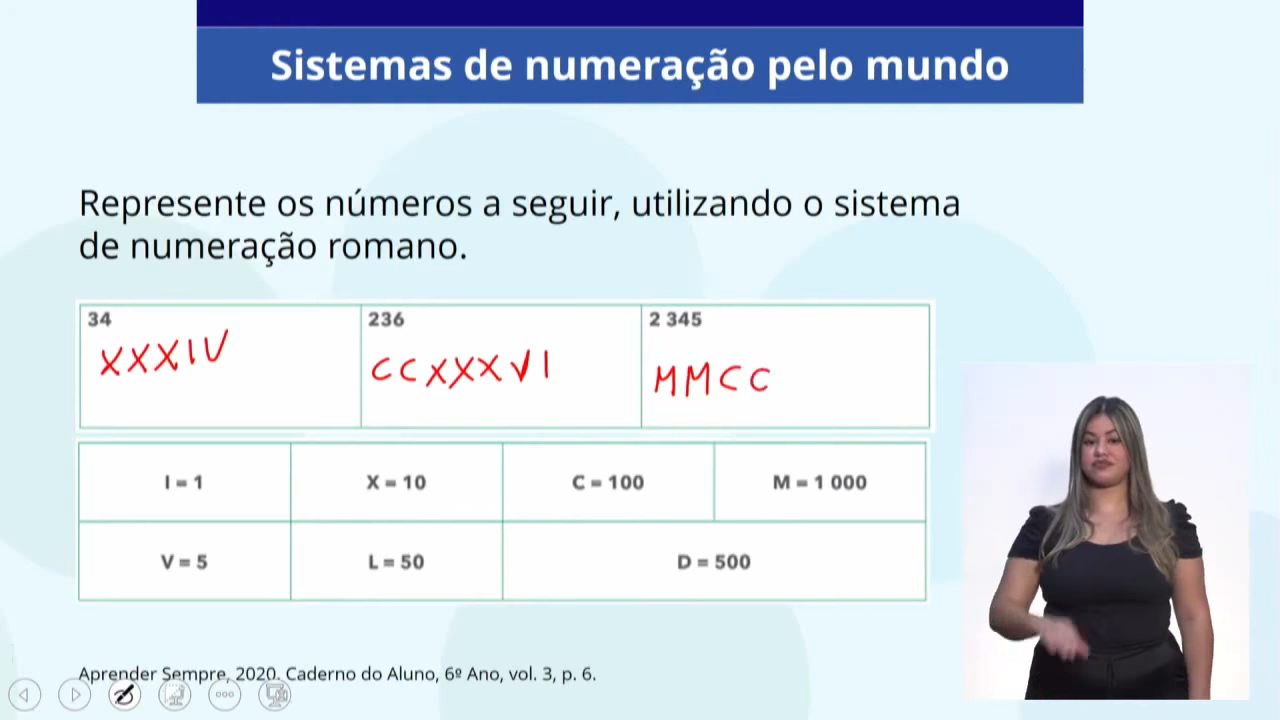 Sistemas de numeração pelo mundo
Represente os números a seguir, utilizando o sistema
de numeração romano.
34 236 2 345
XXXIV CCXXXVI MMCC
I = 1 X = 10 C = 100 M = 1 000
V = 5 L = 50 D = 500
Aprender Sempre, 2020. Caderno do Aluno, 6º Ano, vol. 3, p. 6.